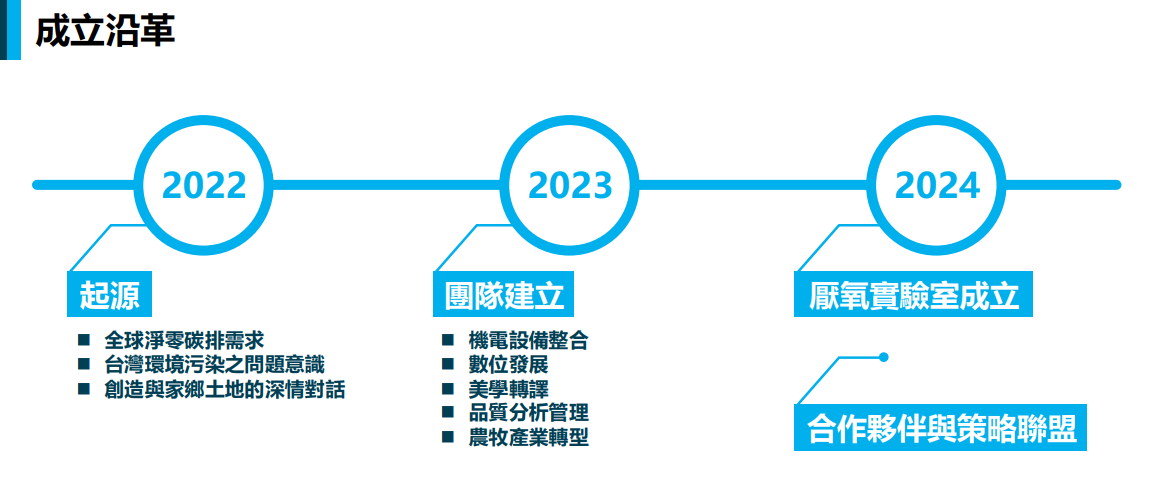 成立沿革
2022
起源
■ 全球淨零碳排需求
■ 台灣環境污染之問題意識
■ 創造與家鄉土地的深情對話
2023
團隊建立
■ 機電設備整合
■ 數位發展
■ 美學轉譯
■ 品質分析管理
■ 農牧產業轉型
2024
厭氧實驗室成立
合作夥伴與策略聯盟